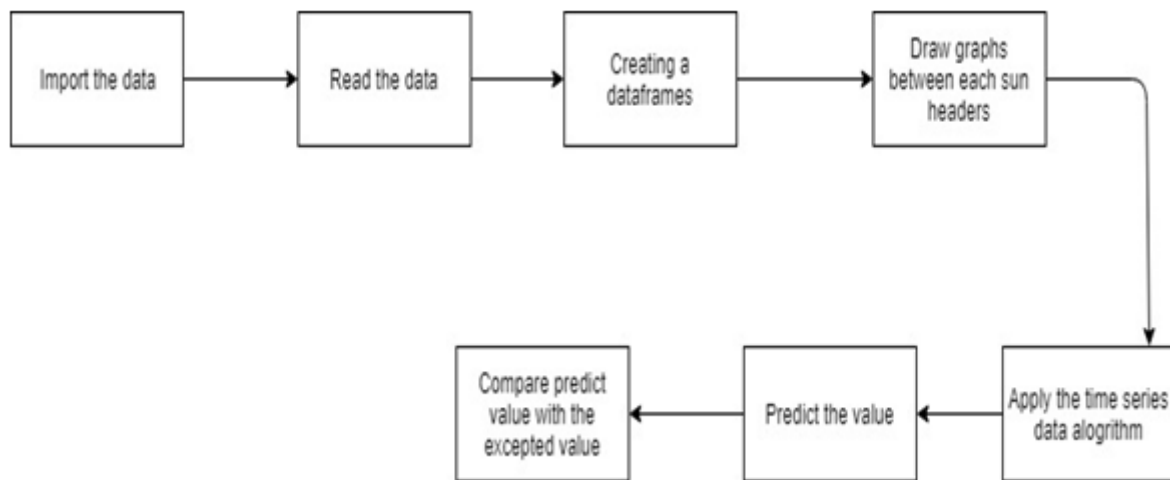 Import the data
Read the data
Creating a
dataframes
Draw graphs
between each sun
headers
Apply the time series
data alogrithm
Predict the value
Compare predict
value with the
excepted value